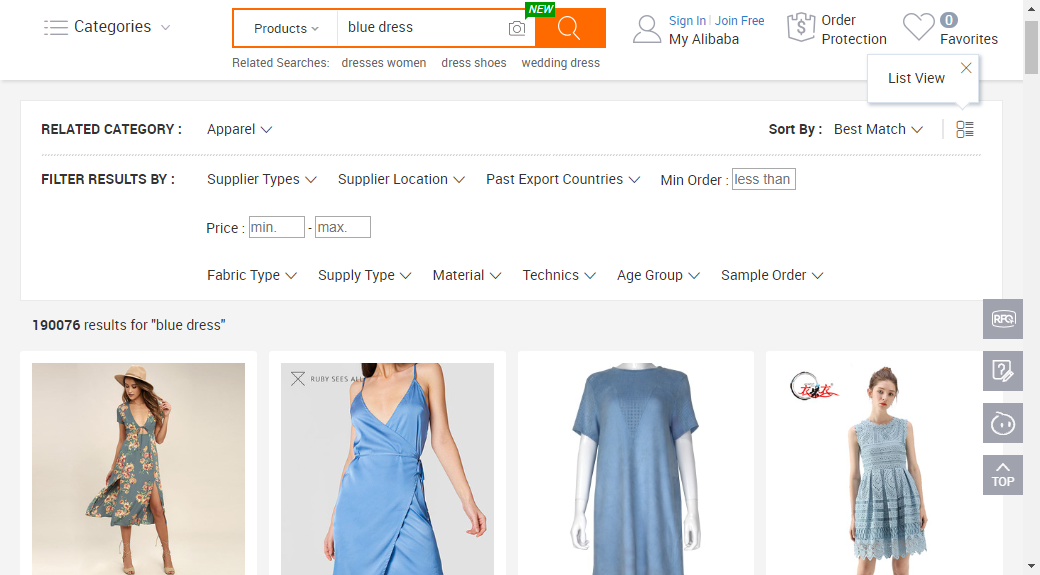 Categories
Products
blue dress
NEW
Sign In | Join Free
My Alibaba
Order
Protection
0
Favorites
Related Searches: dresses women dress shoes wedding dress
List View
RELATED CATEGORY : Apparel
Sort By : Best Match
FILTER RESULTS BY : Supplier Types Supplier Location Past Export Countries Min Order : less than
Price : min. - max.
Fabric Type Supply Type Material Technics Age Group Sample Order
190076 results for "blue dress"
RFQ
TOP
RUBY SEES ALL